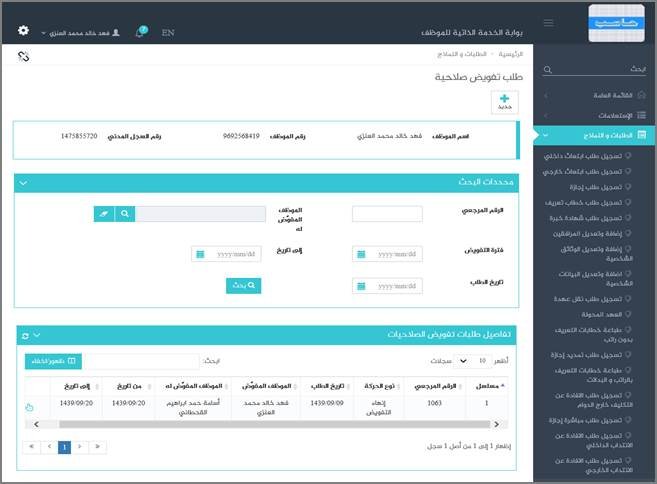 حاسب
بوابة الخدمة الذاتية للموظف
EN
7
فهد خالد محمد العنزي
ابحث
القائمة العامة
الإستعلامات
الطلبات و النماذج
تسجيل طلب ابتعاث داخلي
تسجيل طلب ابتعاث خارجي
تسجيل طلب إجازة
تسجيل طلب خطاب تعريف
تسجيل طلب شهادة خبرة
إضافة وتعديل المرافقين
إضافة وتعديل الوثائق
الشخصية
اضافة وتعديل البيانات
الشخصية
تسجيل طلب نقل عهدة
العهد المحولة
طباعة خطابات التعريف
بدون راتب
تسجيل طلب تمديد إجازة
طباعة خطابات التعريف
بالراتب و البدلات
تسجيل طلب الافادة عن
التكليف خارج الدوام
تسجيل طلب مباشرة إجازة
تسجيل طلب الافادة عن
الانتداب الداخلي
تسجيل طلب الافادة عن
الانتداب الخارجي
الرئيسية - الطلبات و النماذج
طلب تفويض صلاحية
جديد
اسم الموظف فهد خالد محمد العنزي رقم الموظف 9692568419 رقم السجل المدني 1475855720
محددات البحث
الرقم المرجعي
الموظف
المفوّض
له
فترة التفويض yyyy/mm/dd إلى تاريخ yyyy/mm/dd
تاريخ الطلب yyyy/mm/dd بحث
تفاصيل طلبات تفويض الصلاحيات
أظهر 10 سجلات ابحث: ظهور/اخفاء
مسلسل الرقم المرجعي نوع الحركة تاريخ الطلب الموظف المفوّض الموظف المفوّض له من تاريخ إلى تاريخ
1 1063 إنهاء التفويض 1439/09/09 فهد خالد محمد العنزي أسامة حمد ابراهيم القحطاني 1439/09/20 1439/09/20
إظهار 1 إلى 1 من أصل 1 سجل
« ‹ 1 › »